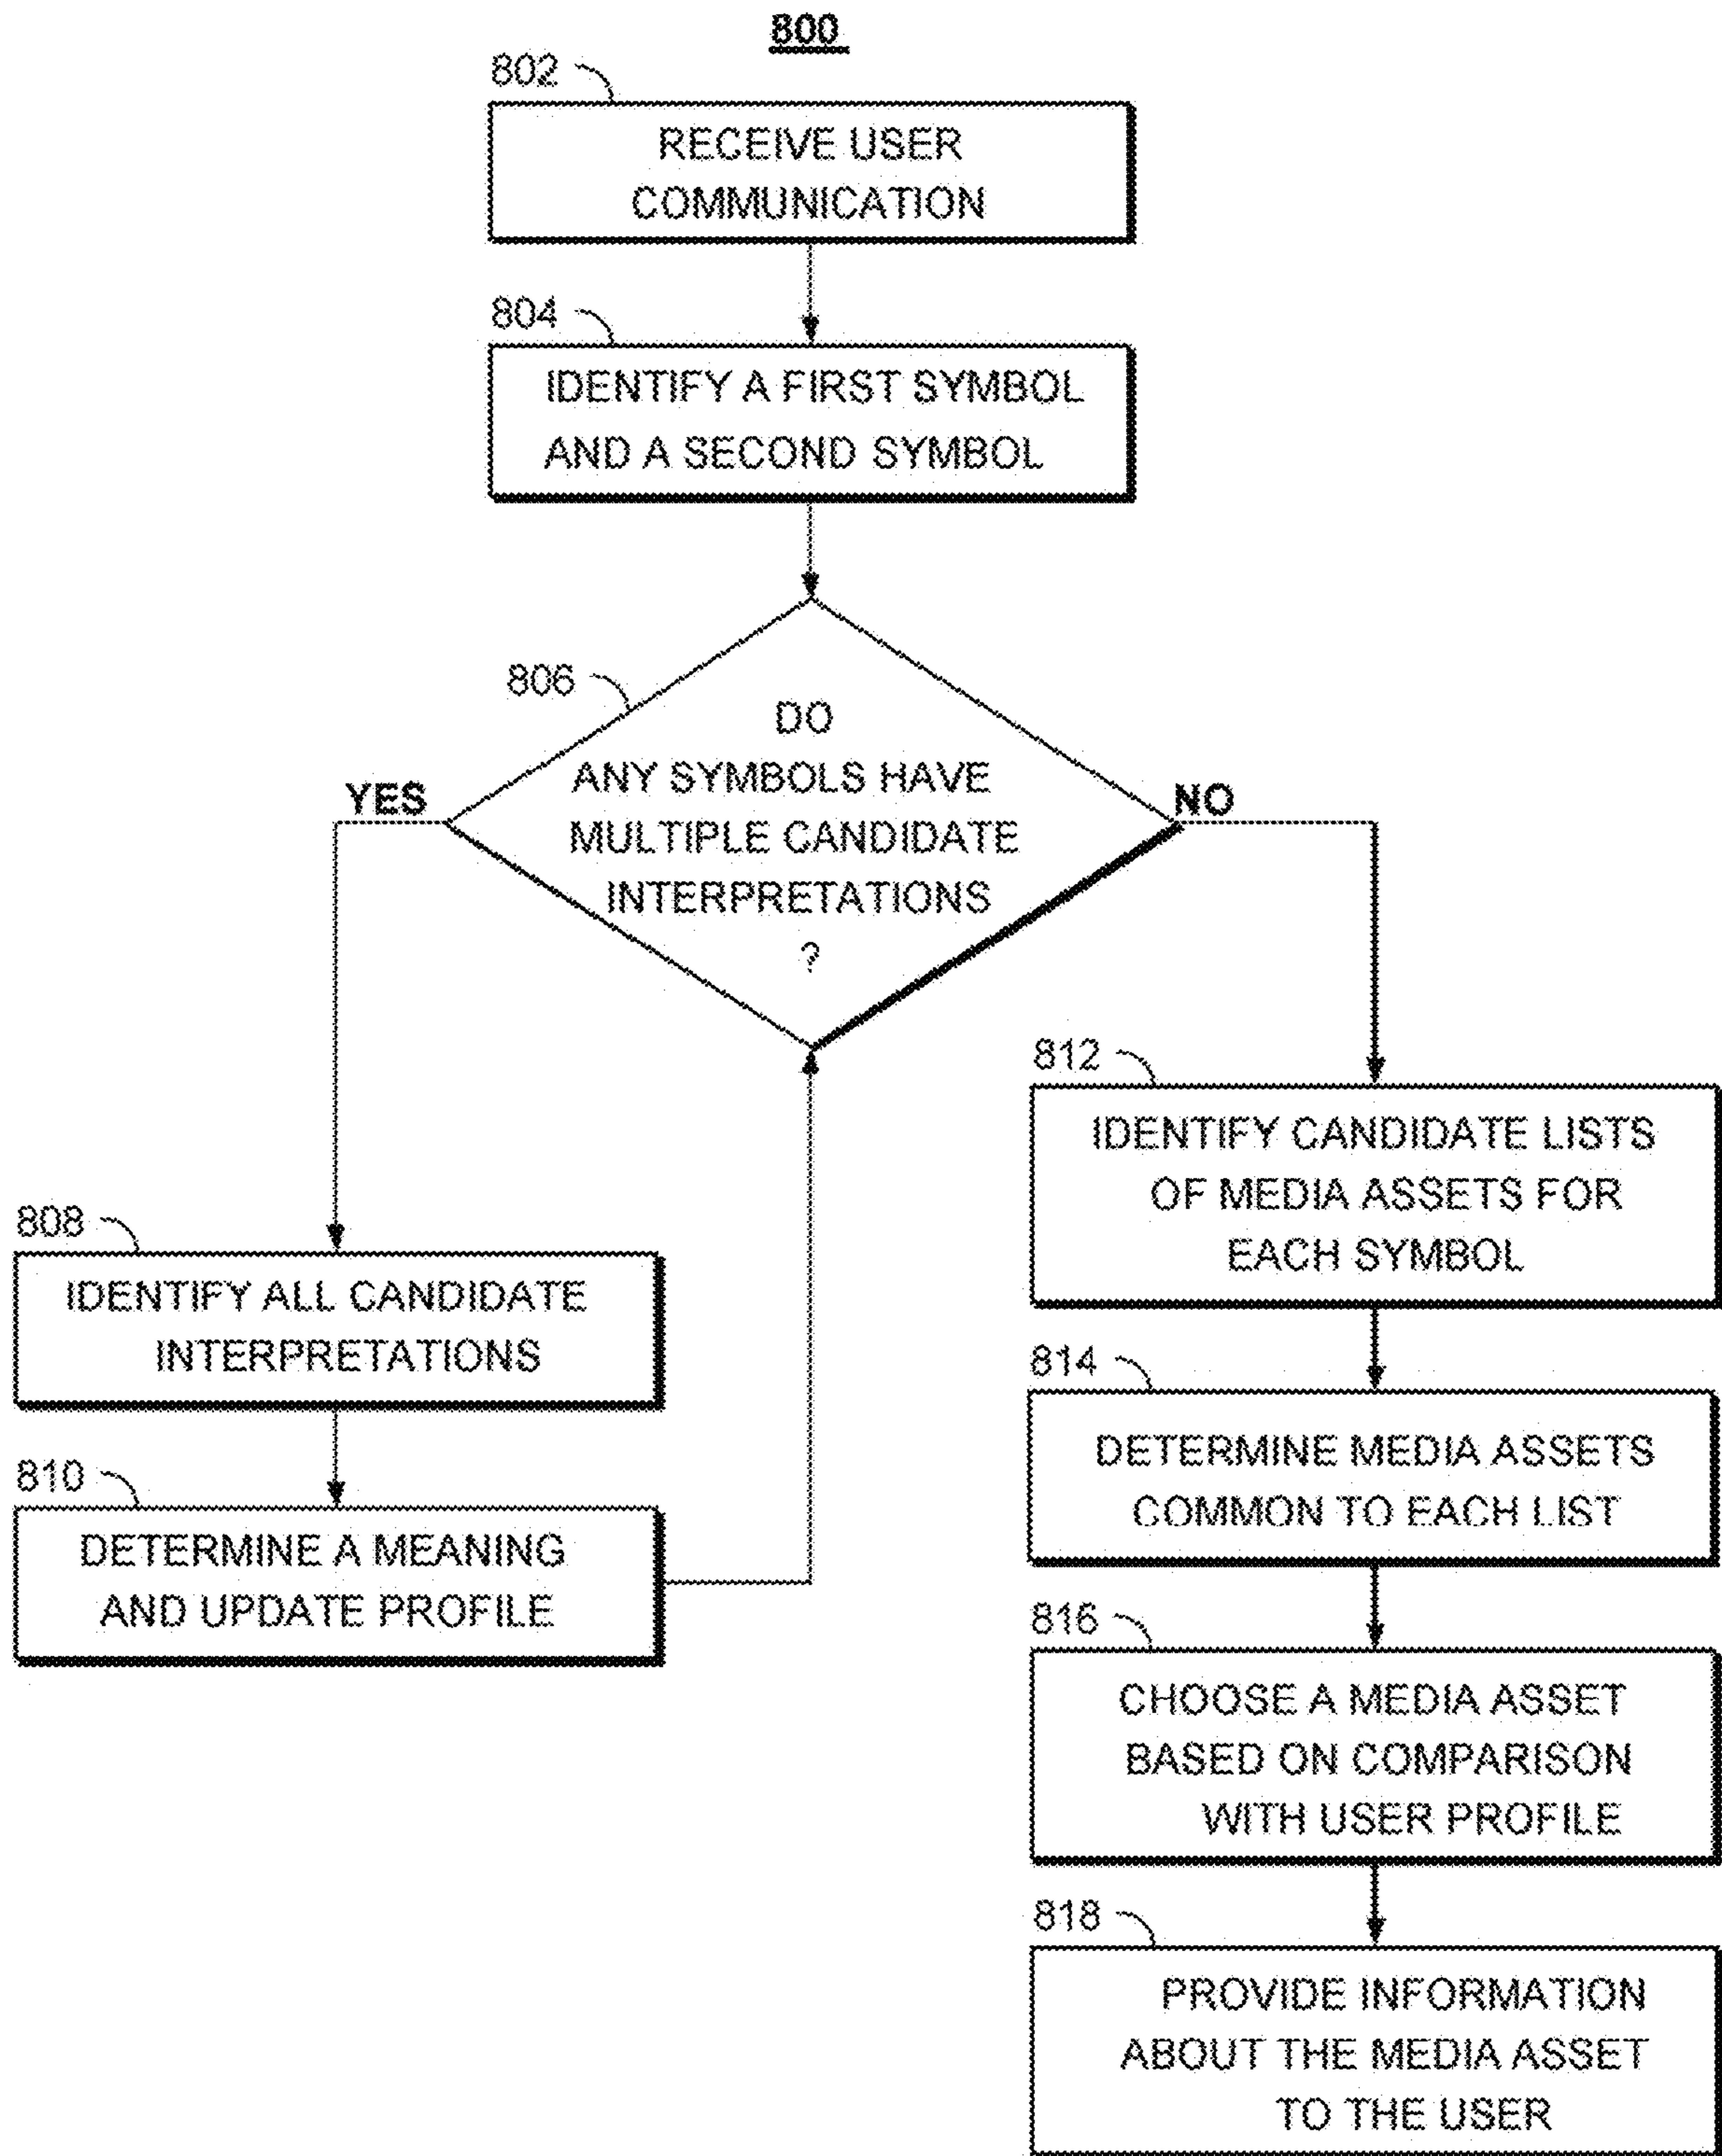 800
802
RECEIVE USER
COMMUNICATION
804
IDENTIFY A FIRST SYMBOL
AND A SECOND SYMBOL
806
DO
ANY SYMBOLS HAVE
MULTIPLE CANDIDATE
INTERPRETATIONS
?
YES
NO
808
IDENTIFY ALL CANDIDATE
INTERPRETATIONS
810
DETERMINE A MEANING
AND UPDATE PROFILE
812
IDENTIFY CANDIDATE LISTS
OF MEDIA ASSETS FOR
EACH SYMBOL
814
DETERMINE MEDIA ASSETS
COMMON TO EACH LIST
816
CHOOSE A MEDIA ASSET
BASED ON COMPARISON
WITH USER PROFILE
818
PROVIDE INFORMATION
ABOUT THE MEDIA ASSET
TO THE USER